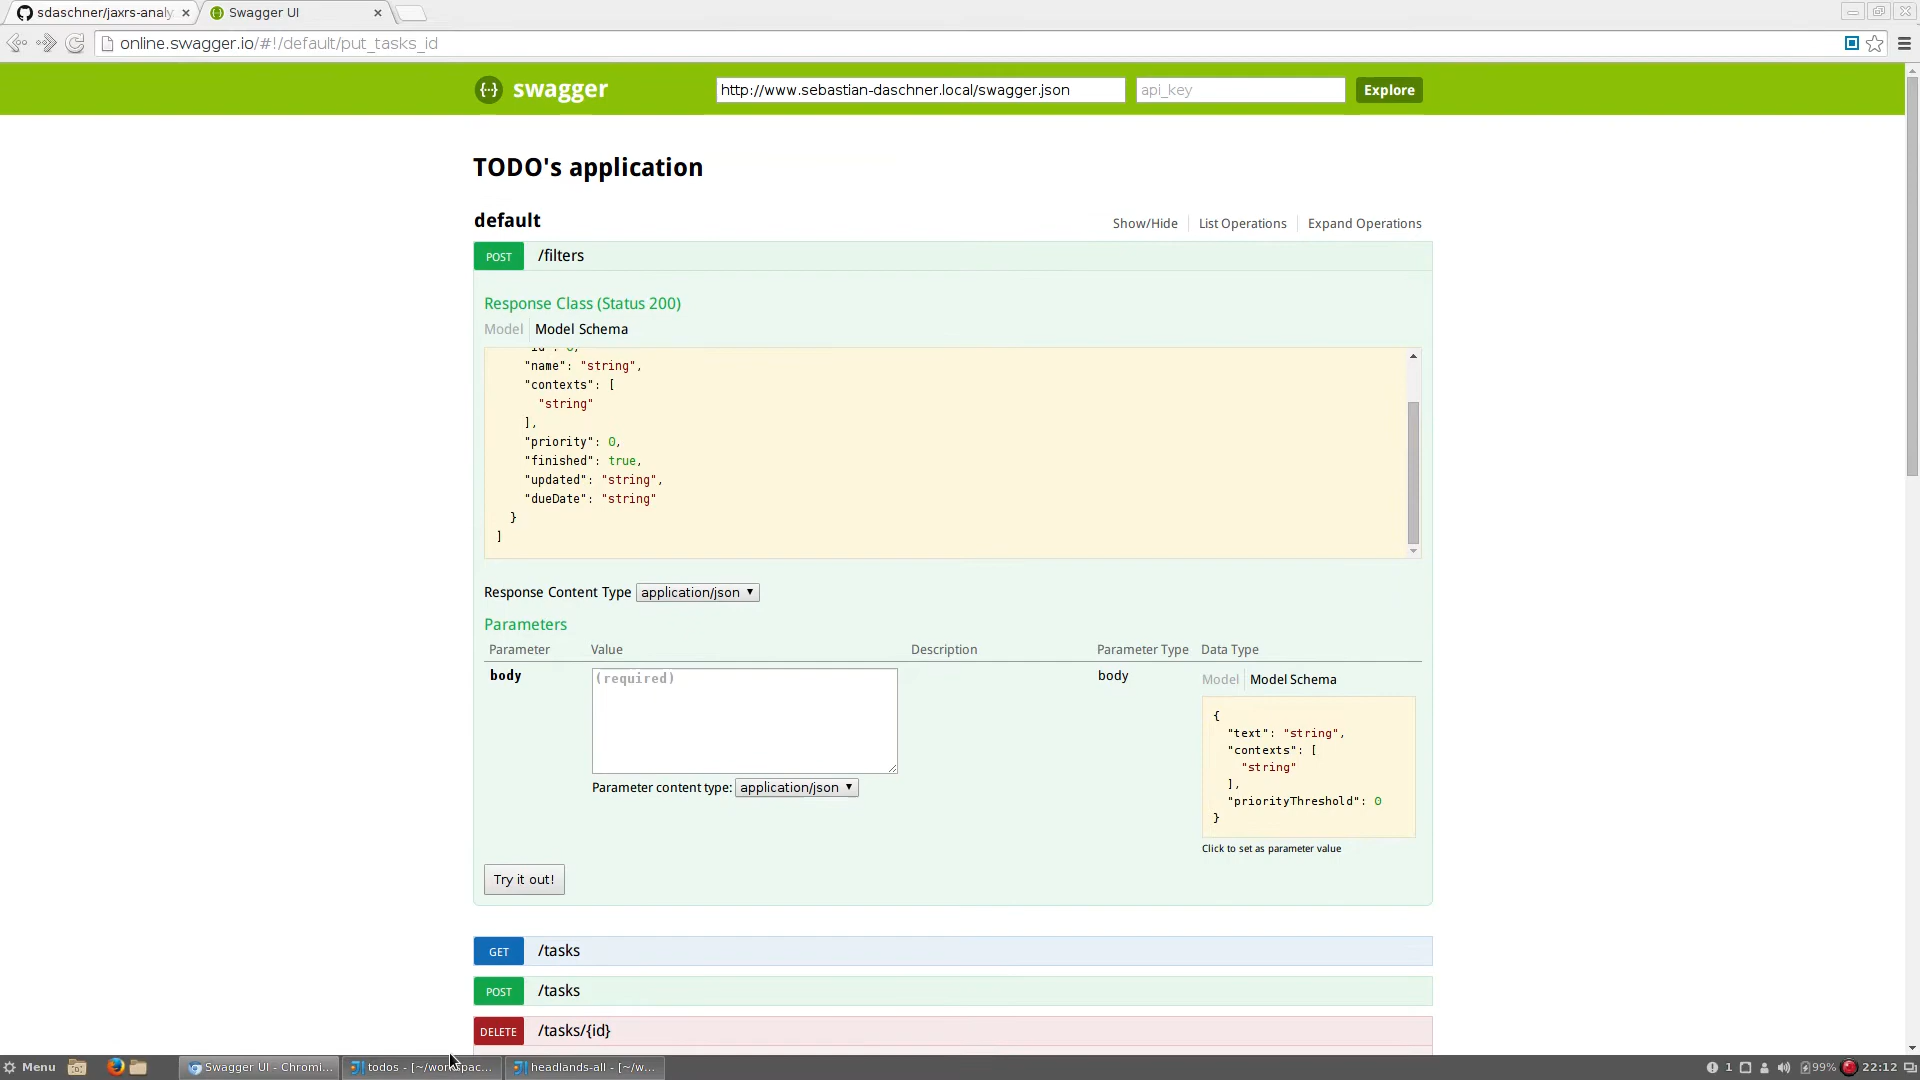 sdaschner/jaxrs-analy
Swagger UI
online.swagger.io/#!/default/put_tasks_id
swagger
http://www.sebastian-daschner.local/swagger.json
api_key
Explore
TODO's application
default
Show/Hide
List Operations
Expand Operations
POST
/filters
Response Class (Status 200)
Model
Model Schema
"name": "string",
"contexts": [
"string"
],
"priority": 0,
"finished": true,
"updated": "string",
"dueDate": "string"
}
]
Response Content Type
application/json
Parameters
Parameter
Value
Description
Parameter Type
Data Type
body
(required)
Parameter content type:
application/json
body
Model
Model Schema
{
"text": "string",
"contexts": [
"string"
],
"priorityThreshold": 0
}
Click to set as parameter value
Try it out!
GET
/tasks
POST
/tasks
DELETE
/tasks/{id}
Menu
Swagger UI - Chromi...
todos - [~/workspac...
headlands-all - [~/w...
1
99%
22:12